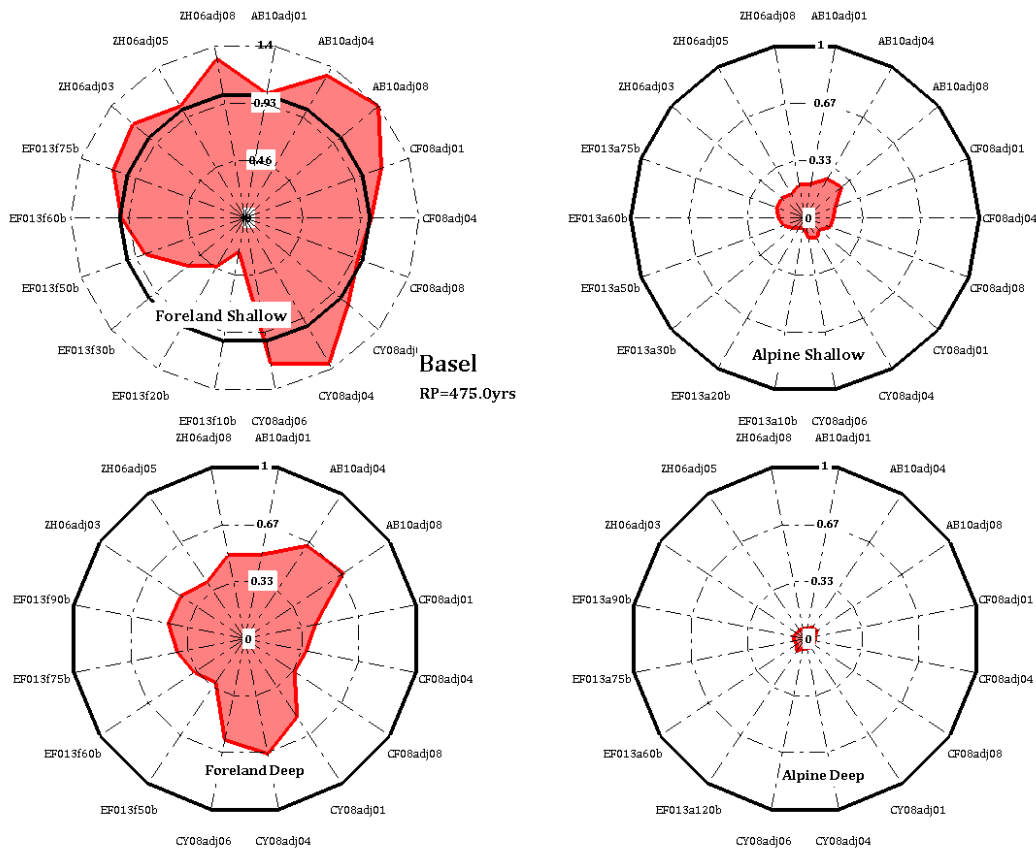 ZH06adj08 AB10adj01
ZH06adj05 1.4 AB10adj04
ZH06adj03 0.93 AB10adj08
EF013f75b 0.46 CF08adj01
EF013f60b CF08adj04
EF013f50b CF08adj08
EF013f30b Foreland Shallow CY08adj
EF013f20b CY08adj04
EF013f10b CY08adj06
Basel
RP=475.0yrs
ZH06adj08 AB10adj01
ZH06adj05 1 AB10adj04
ZH06adj03 0.67 AB10adj08
EF013a75b 0.33 CF08adj01
EF013a60b 0 CF08adj04
EF013a50b CF08adj08
EF013a30b Alpine Shallow CY08adj01
EF013a20b CY08adj04
EF013a10b CY08adj06
ZH06adj08 AB10adj01
ZH06adj05 1 AB10adj04
ZH06adj03 0.67 AB10adj08
EF013f90b 0.33 CF08adj01
0
EF013f75b CF08adj04
EF013f60b CF08adj08
EF013f50b Foreland Deep CY08adj01
CY08adj06 CY08adj04
ZH06adj08 AB10adj01
ZH06adj05 1 AB10adj04
ZH06adj03 0.67 AB10adj08
EF013a90b 0.33 CF08adj01
0
EF013a75b CF08adj04
EF013a60b CF08adj08
EF013a120b Alpine Deep CY08adj01
CY08adj06 CY08adj04